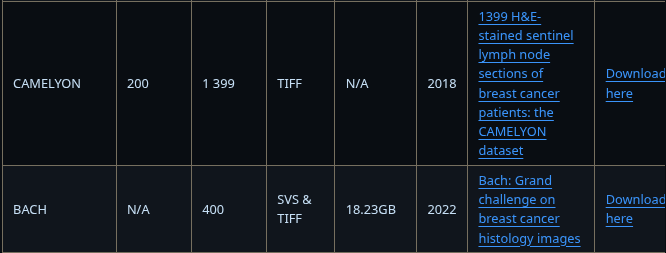 CAMELYON 200 1 399 TIFF N/A 2018 1399 H&E-
stained sentinel
lymph node
sections of
breast cancer
patients: the
CAMELYON
dataset
Download
here
BACH N/A 400 SVS &
TIFF
18.23GB 2022 Bach: Grand
challenge on
breast cancer
histology images
Download
here